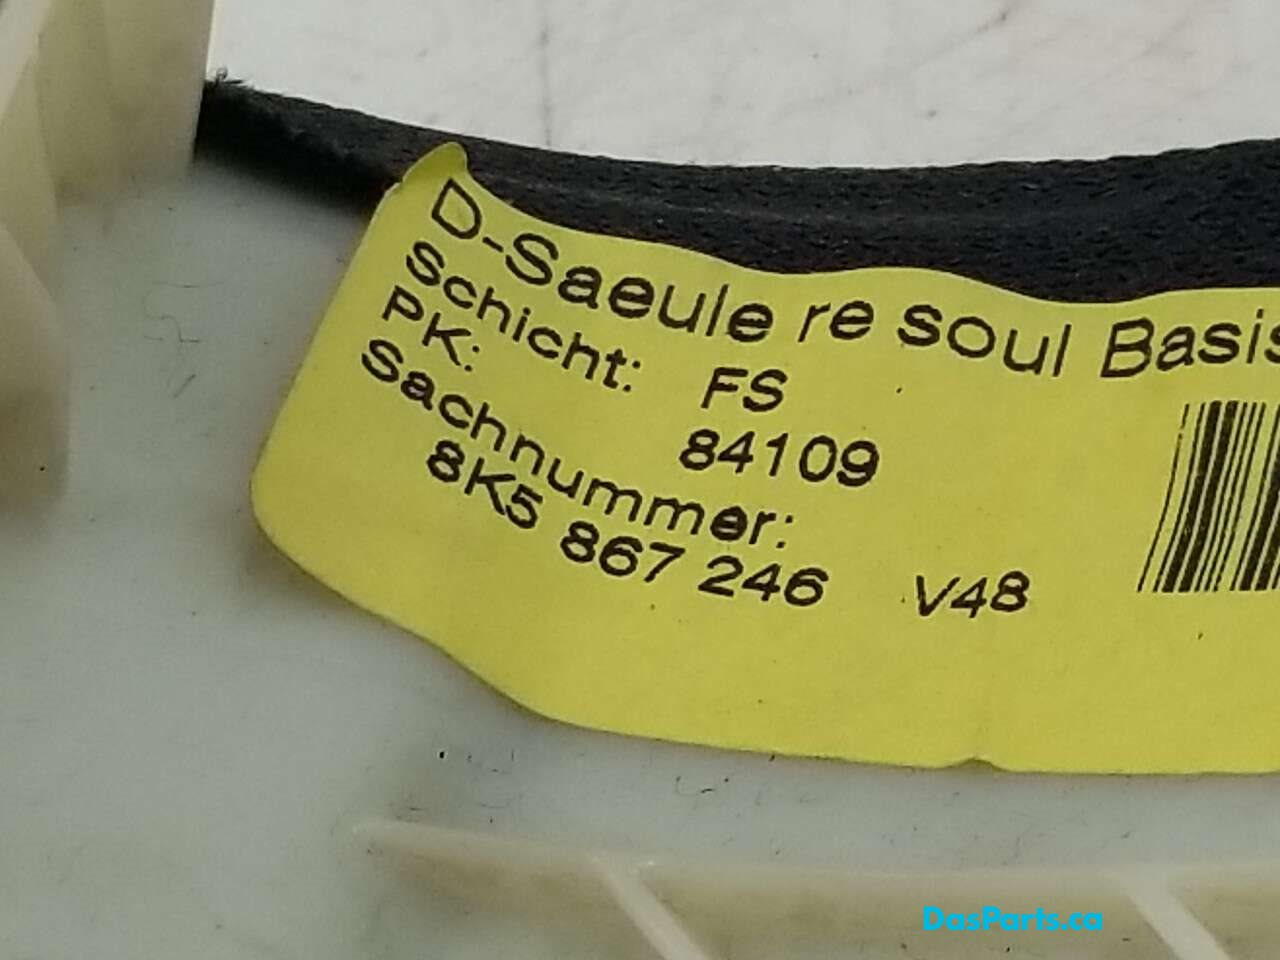 D-Saeule re soul Basis
Schicht: FS
PK: 84109
Sachnummer:
8K5 867 246 V48
DasParts.ca